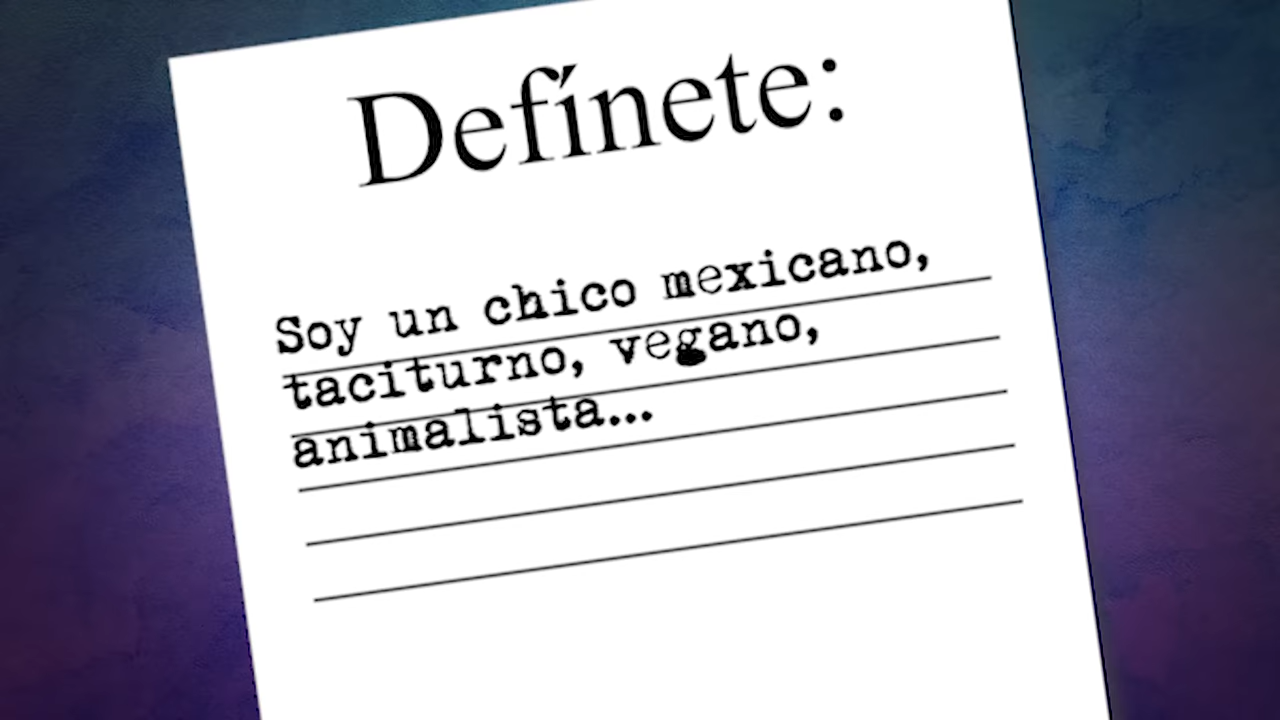 Defínete:
Soy un chico mexicano,
taciturno, vegano,
animalista...